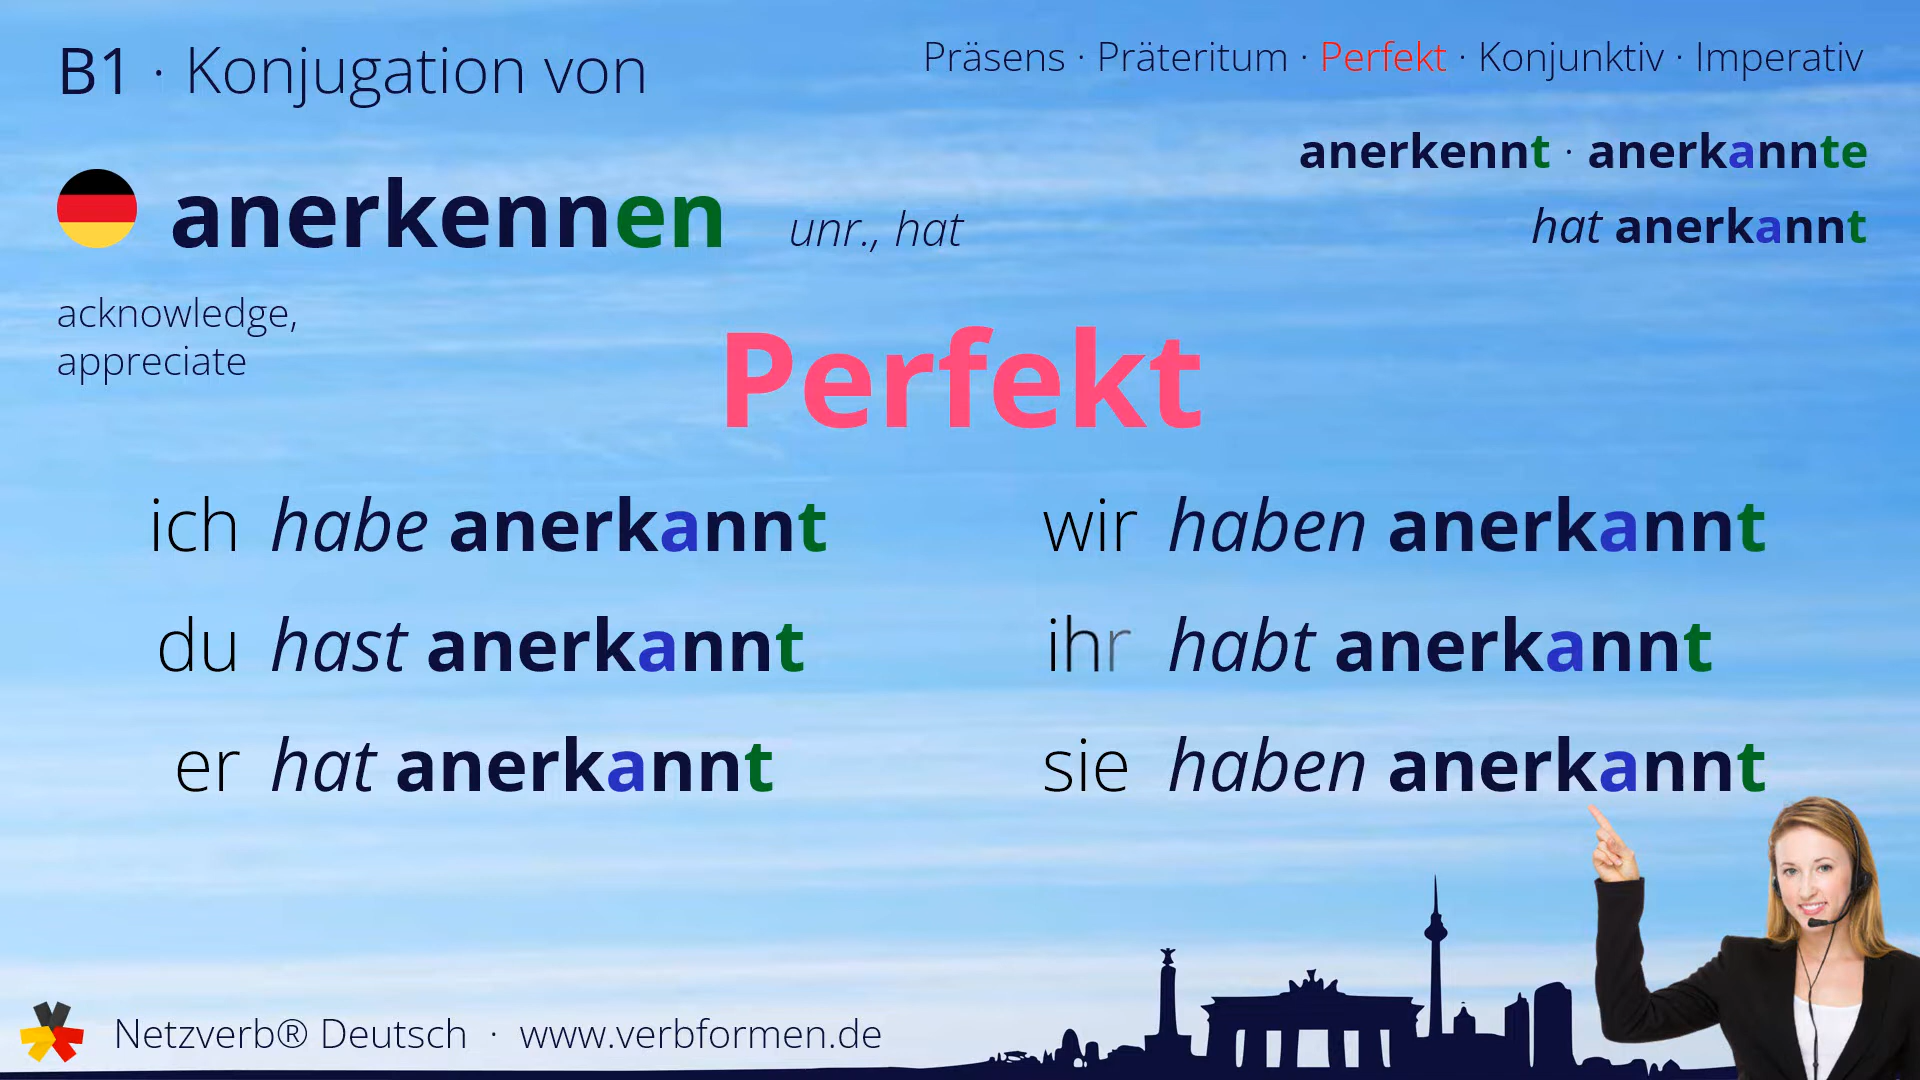 B1 · Konjugation von
Präsens · Präteritum · Perfekt · Konjunktiv · Imperativ
anerkennt · anerkannte
anerkennen unr., hat
hat anerkannt
acknowledge,
appreciate
Perfekt
ich habe anerkannt
wir haben anerkannt
du hast anerkannt
ihr habt anerkannt
er hat anerkannt
sie haben anerkannt
Netzverb® Deutsch · www.verbformen.de